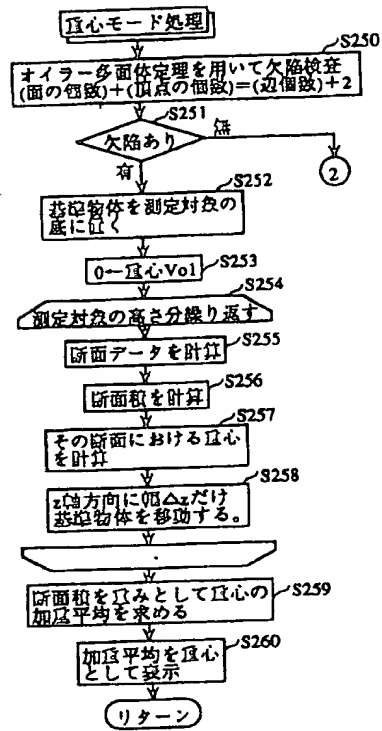 重心モード処理
S250
オイラー多面体定理を用いて欠陥検査
(面の個数)+(頂点の個数)=(辺個数)+2
S251
欠陥あり
無
有
2
S252
基準物体を測定対象の
底に置く
S253
0←重心Vol
S254
測定対象の高さ分繰り返す
S255
断面データを計算
S256
断面積を計算
S257
その断面における重心
を計算
S258
z軸方向に幅△zだけ
基準物体を移動する。
S259
断面積を重みとして重心の
加重平均を求める
S260
加重平均を重心
として表示
リターン